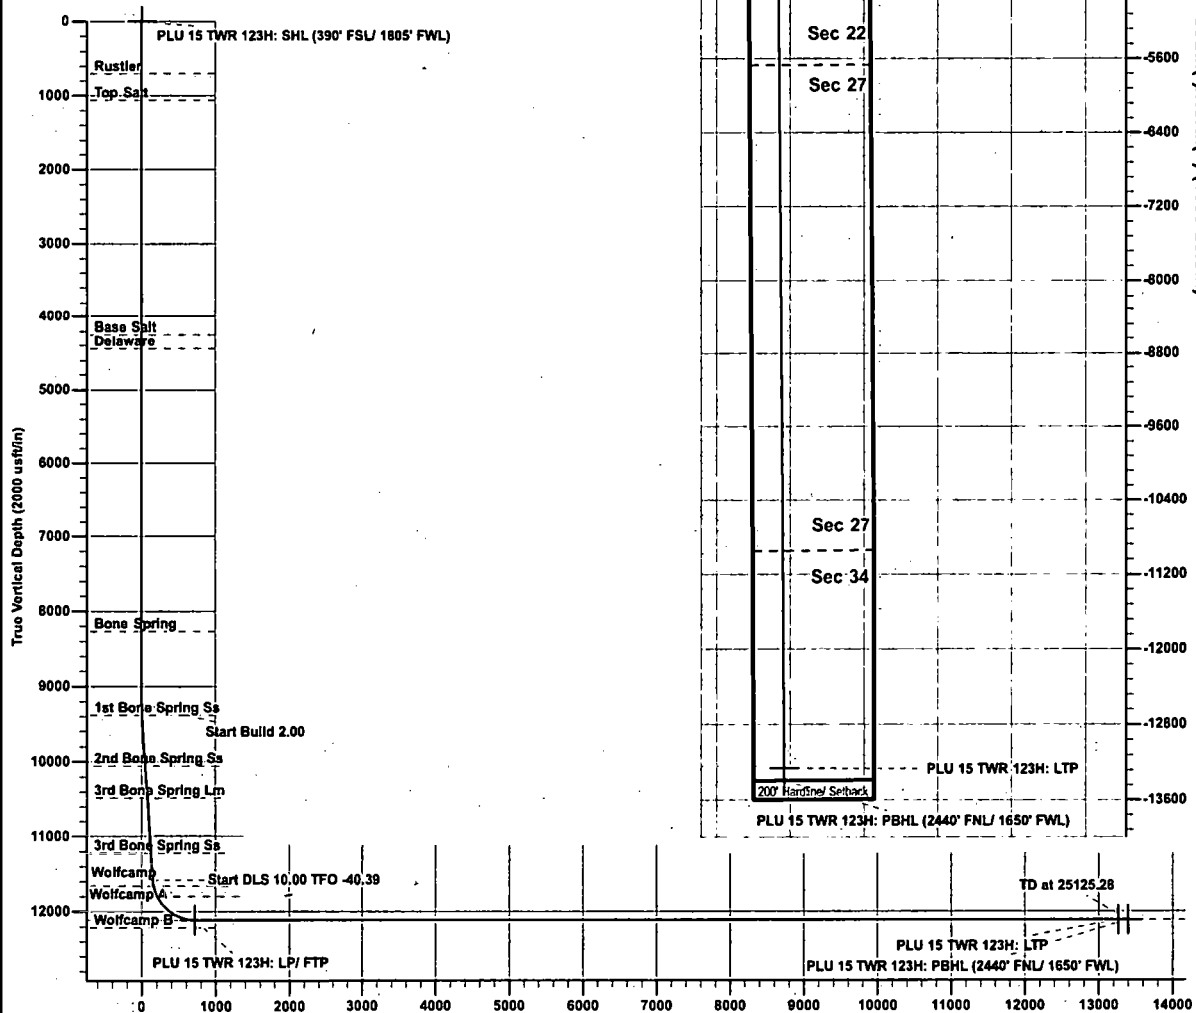 0
PLU 15 TWR 123H: SHL (390' FSL/ 1805' FWL)
Rustler
1000
Top Salt
2000
3000
4000
Base Salt
Delaware
5000
6000
7000
8000
Bone Spring
9000
1st Bone Spring Ss
Start Build 2.00
10000
2nd Bone Spring Ss
3rd Bone Spring Lm
11000
3rd Bone Spring Ss
Wolfcamp
Start DLS 10.00 TFO -40.39
Wolfcamp A
12000
Wolfcamp B
PLU 15 TWR 123H: LP/ FTP
True Vertical Depth (2000 usft/in)
Sec 22
Sec 27
Sec 27
Sec 34
-5600
-6400
-7200
-8000
-8800
-9600
-10400
-11200
-12000
-12800
-13600
PLU 15 TWR 123H: LTP
200' Hardline/ Setback
PLU 15 TWR 123H: PBHL (2440' FNL/ 1650' FWL)
TD at 25125.28
PLU 15 TWR 123H: LTP
PLU 15 TWR 123H: PBHL (2440' FNL/ 1650' FWL)
0 1000 2000 3000 4000 5000 6000 7000 8000 9000 10000 11000 12000 13000 14000